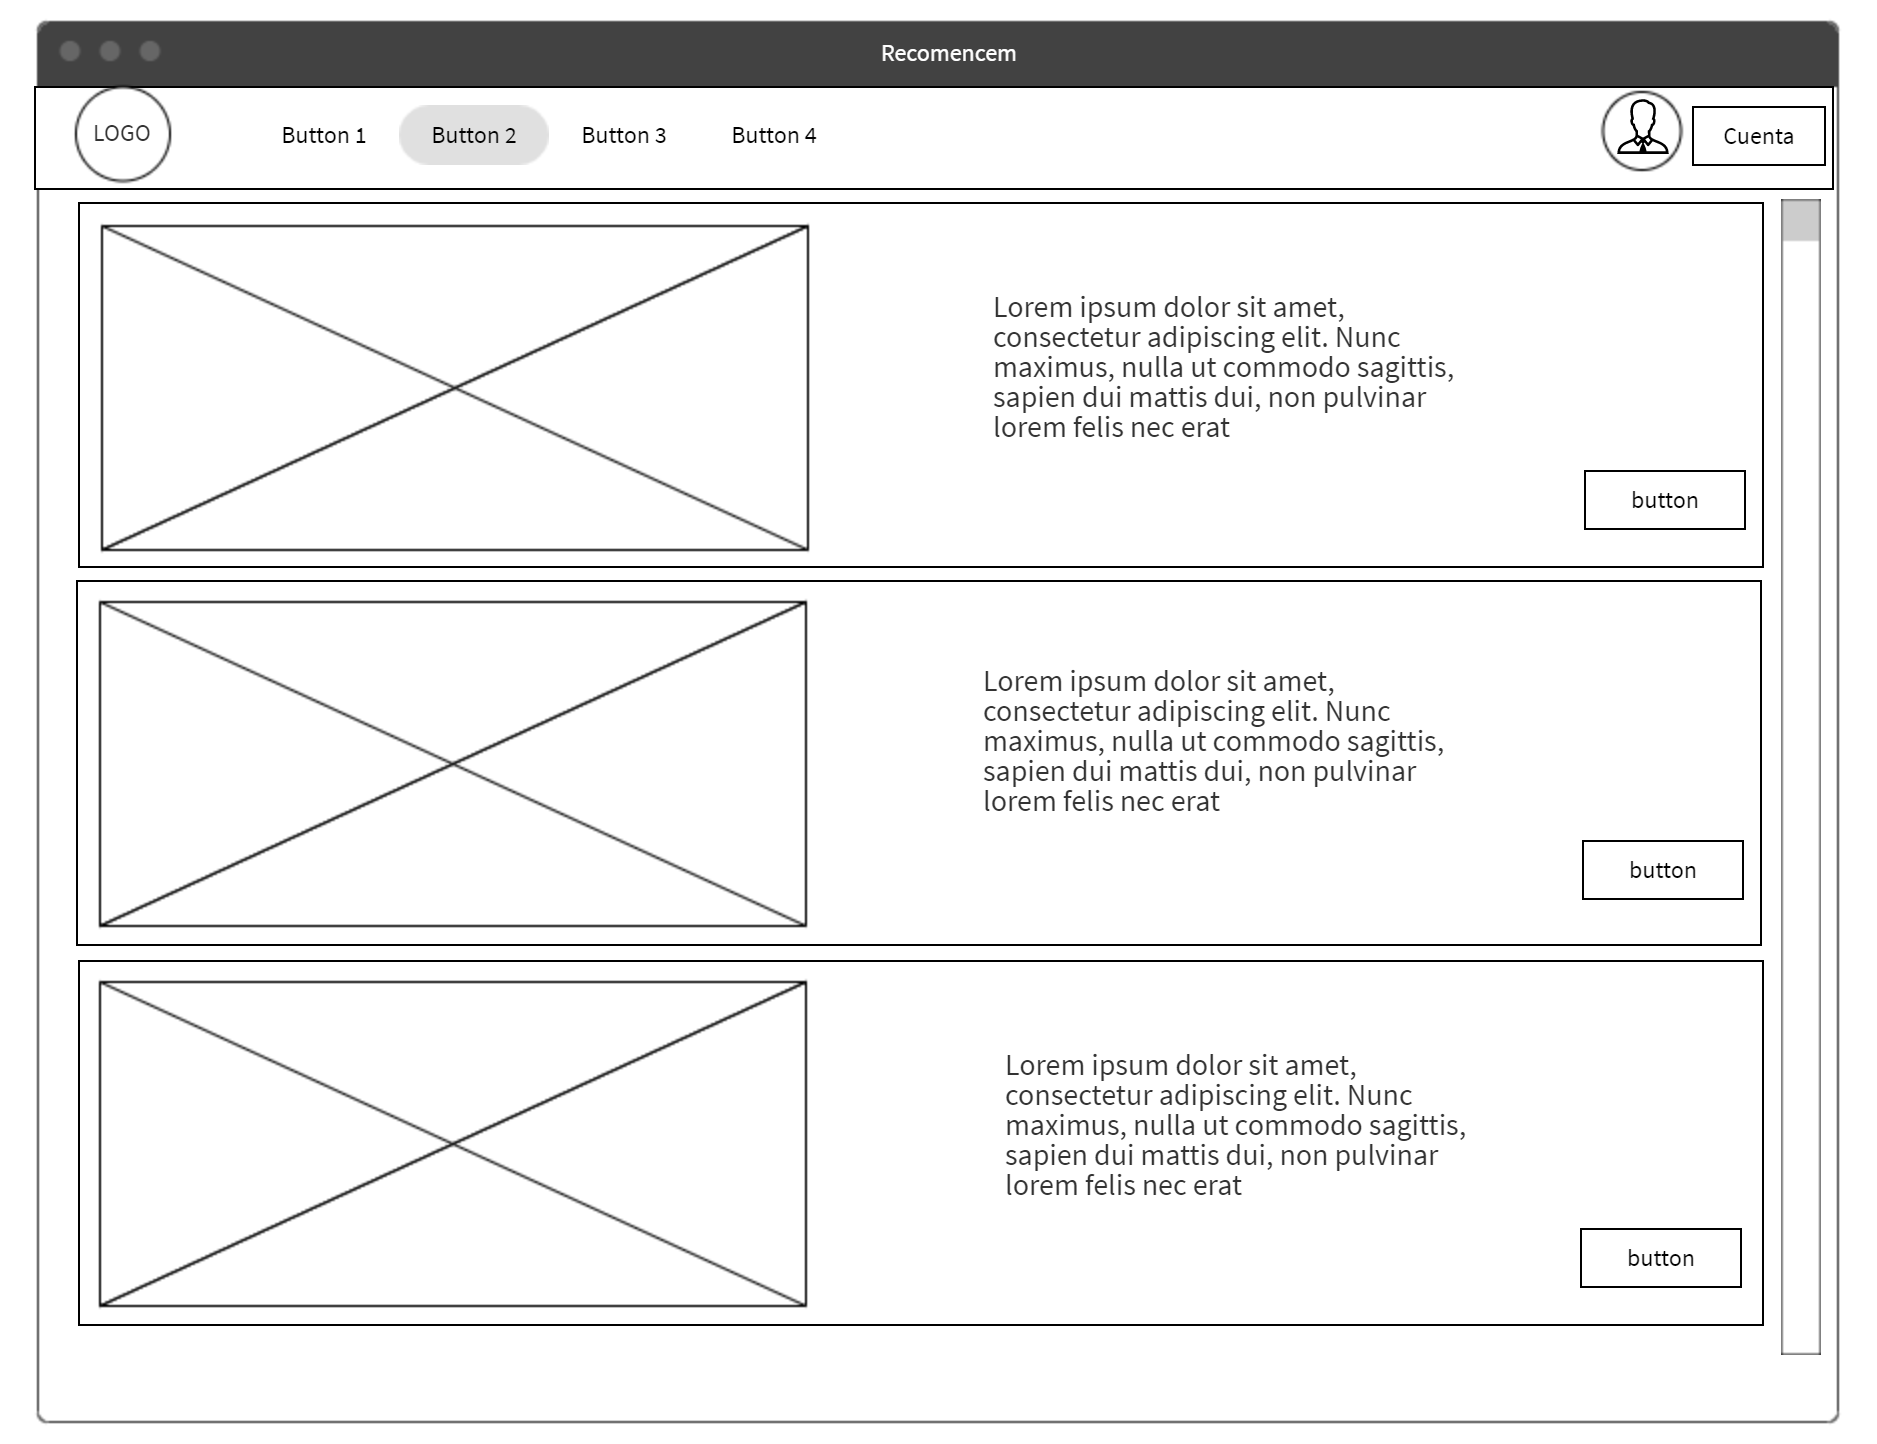 Recomencem
LOGO
Button 1
Button 2
Button 3
Button 4
Cuenta
Lorem ipsum dolor sit amet,
consectetur adipiscing elit. Nunc
maximus, nulla ut commodo sagittis,
sapien dui mattis dui, non pulvinar
lorem felis nec erat
button
Lorem ipsum dolor sit amet,
consectetur adipiscing elit. Nunc
maximus, nulla ut commodo sagittis,
sapien dui mattis dui, non pulvinar
lorem felis nec erat
button
Lorem ipsum dolor sit amet,
consectetur adipiscing elit. Nunc
maximus, nulla ut commodo sagittis,
sapien dui mattis dui, non pulvinar
lorem felis nec erat
button